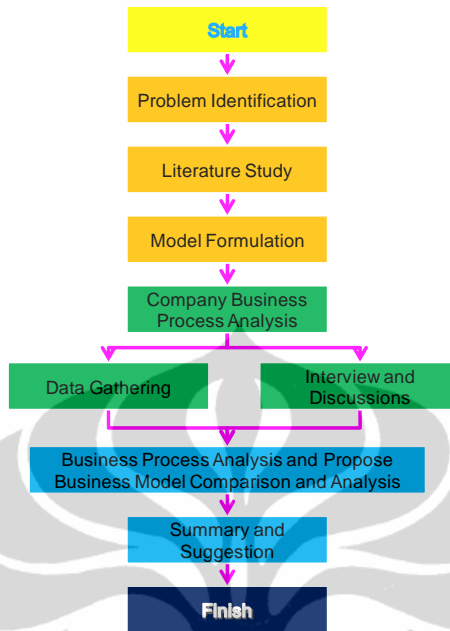 Start
Problem Identification
Literature Study
Model Formulation
Company Business
Process Analysis
Data Gathering
Interview and
Discussions
Business Process Analysis and Propose
Business Model Comparison and Analysis
Summary and
Suggestion
Finish